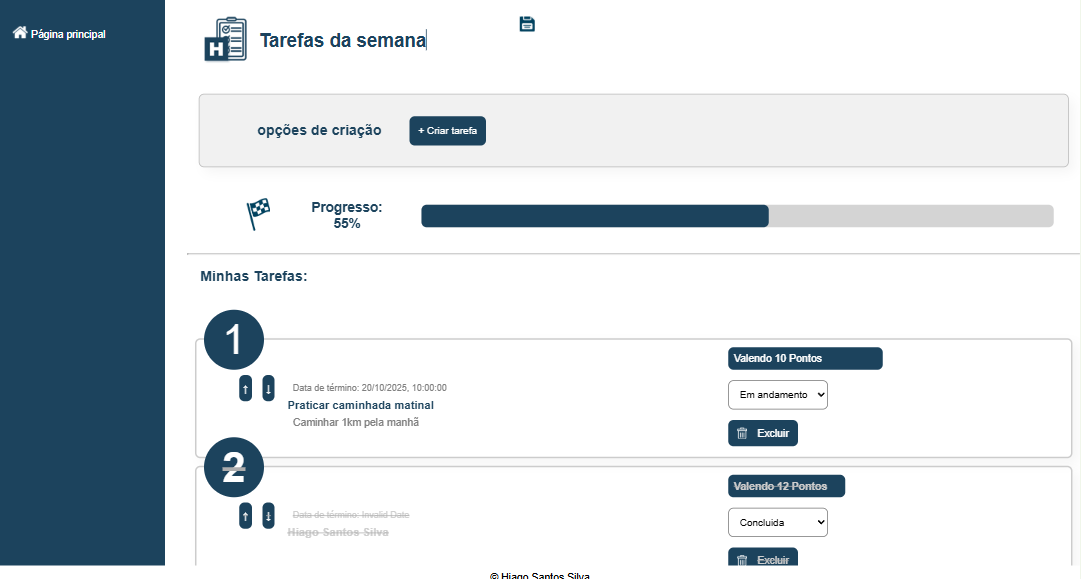 Página principal
H
Tarefas da semana
opções de criação
+ Criar tarefa
Progresso:
55%
Minhas Tarefas:
1
Valendo 10 Pontos
↑ ↓
Data de término: 20/10/2025, 10:00:00
Praticar caminhada matinal
Caminhar 1km pela manhã
Em andamento
Excluir
2
Valendo 12 Pontos
↑ ↓
Data de término: Invalid Date
Hiago Santos Silva
Concluida
Excluir
© Hiago Santos Silva